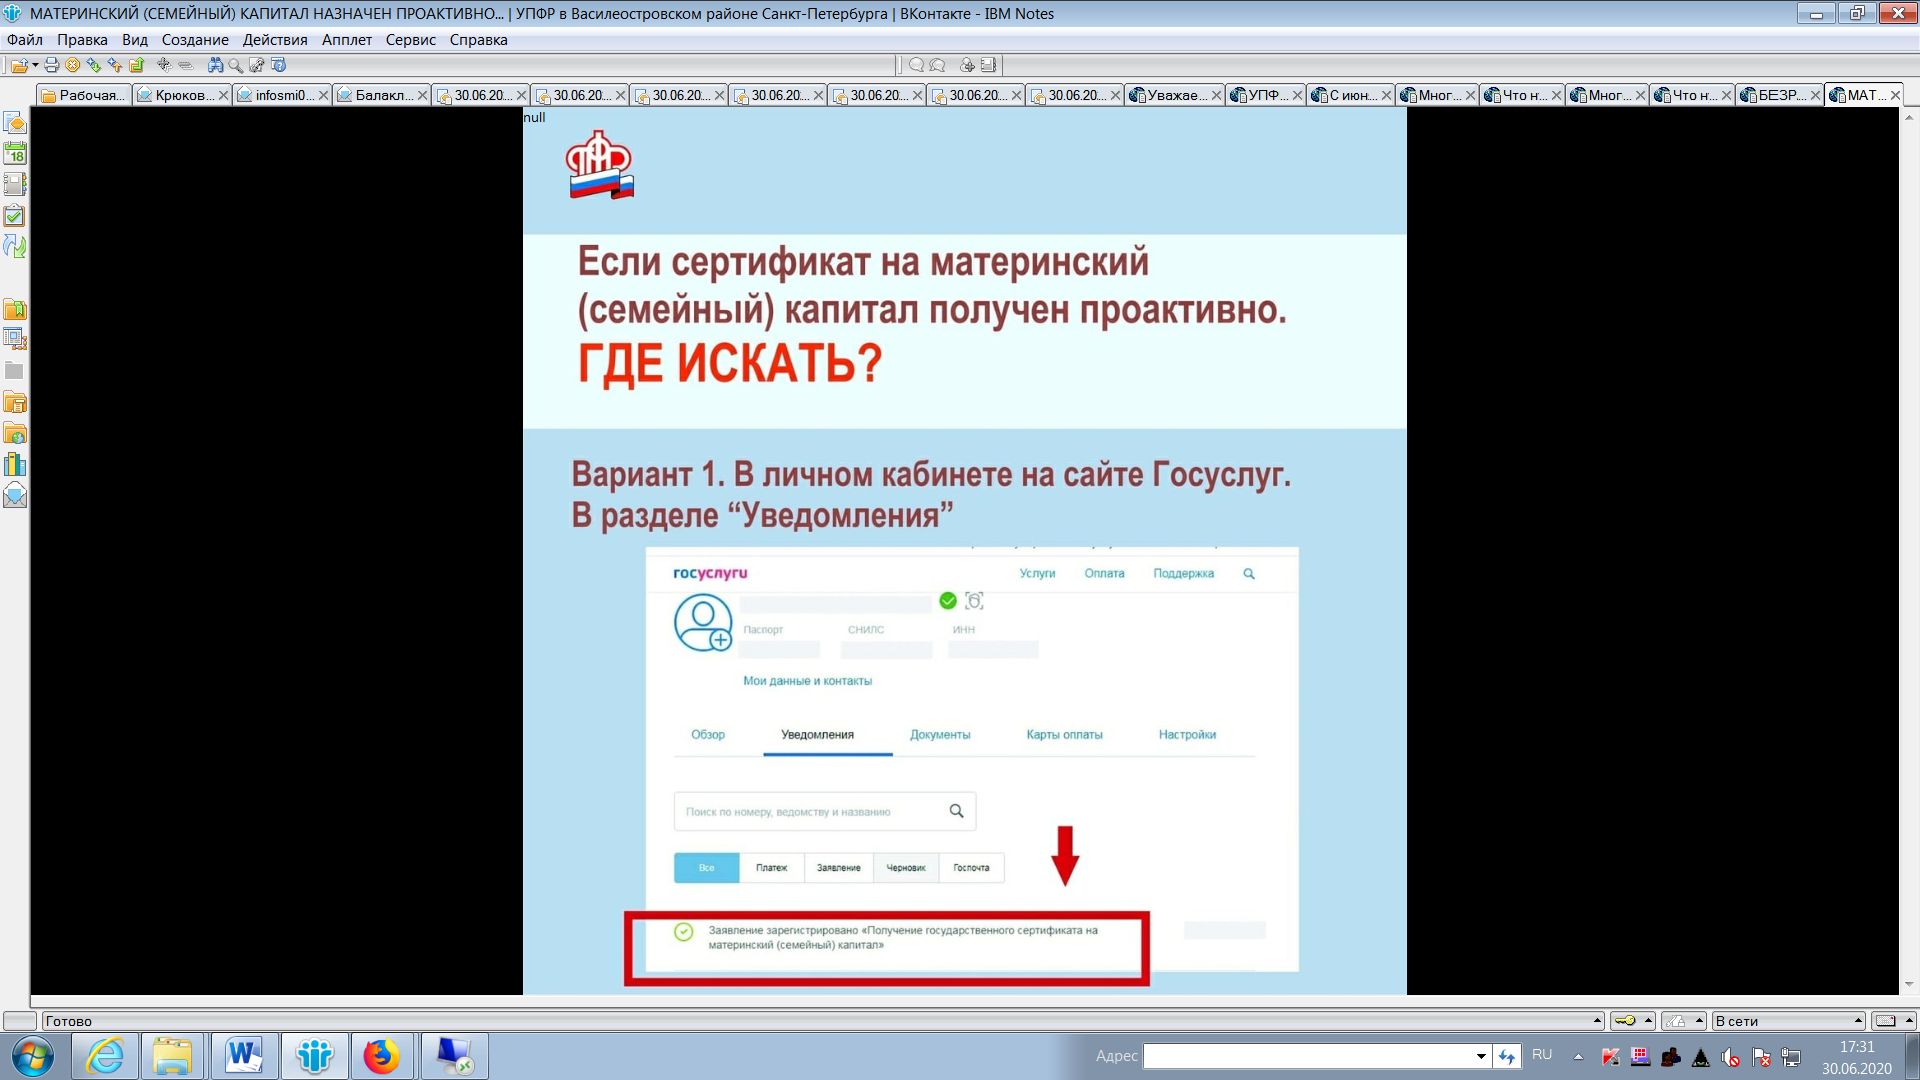 МАТЕРИНСКИЙ (СЕМЕЙНЫЙ) КАПИТАЛ НАЗНАЧЕН ПРОАКТИВНО... | УПФР в Василеостровском районе Санкт-Петербурга | ВКонтакте - IBM Notes
Файл Правка Вид Создание Действия Апплет Сервис Справка
Рабочая... Крюков... infosmi0... Балакл... 30.06.20... 30.06.20... 30.06.20... 30.06.20... 30.06.20... 30.06.20... 30.06.20... Уважае... УПФ... С июн... Мног... Что н... Мног... Что н... БЕЗР... МАТ...
18
null
Если сертификат на материнский
(семейный) капитал получен проактивно.
ГДЕ ИСКАТЬ?
Вариант 1. В личном кабинете на сайте Госуслуг.
В разделе “Уведомления”
госуслуги Услуги Оплата Поддержка
Паспорт СНИЛС ИНН
Мои данные и контакты
Обзор Уведомления Документы Карты оплаты Настройки
Поиск по номеру, ведомству и названию
Все Платеж Заявление Черновик Госпочта
Заявление зарегистрировано «Получение государственного сертификата на
материнский (семейный) капитал»
Готово
В сети
Адрес
RU
17:31
30.06.2020